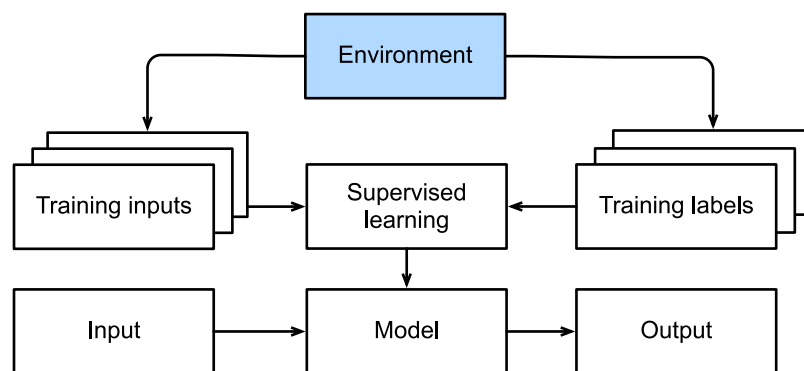 Environment
Training inputs
Supervised
learning
Training labels
Input
Model
Output